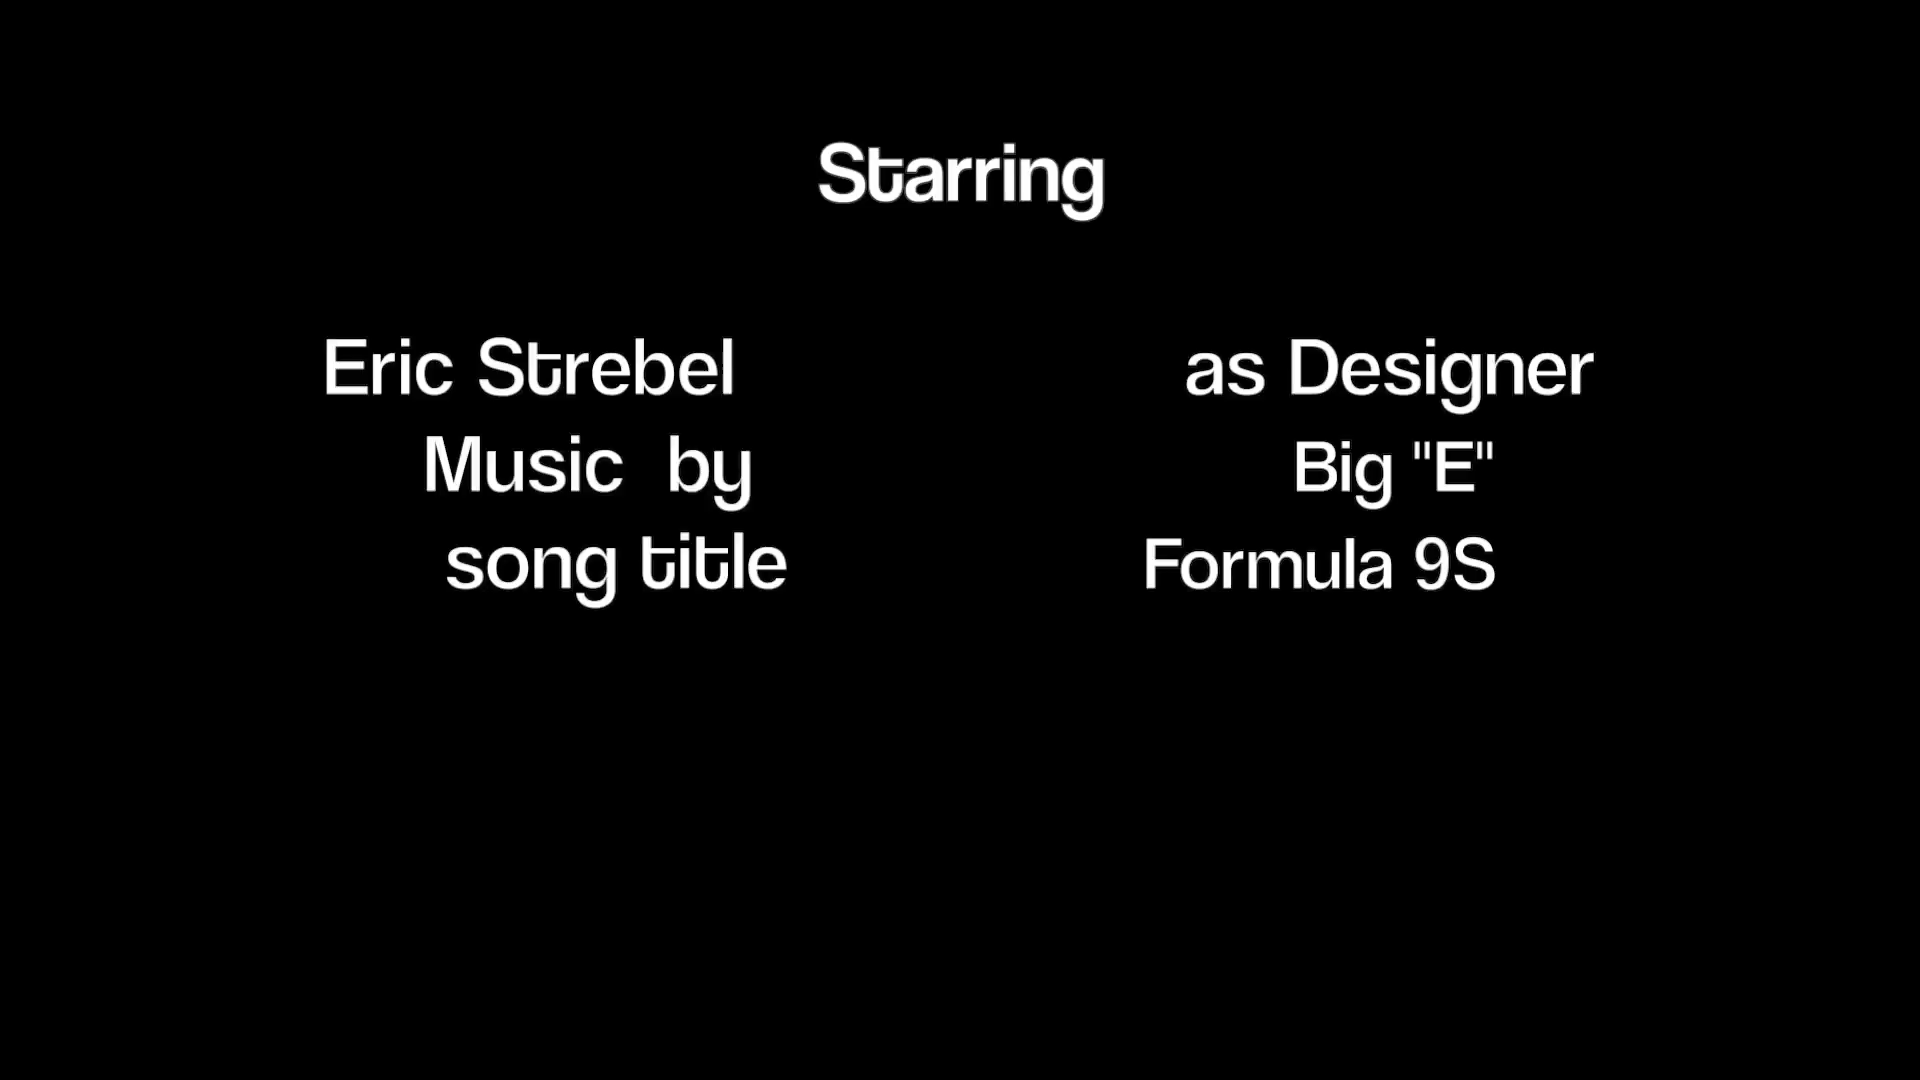 Starring
Eric Strebel as Designer
Music by Big "E"
song title Formula 9S